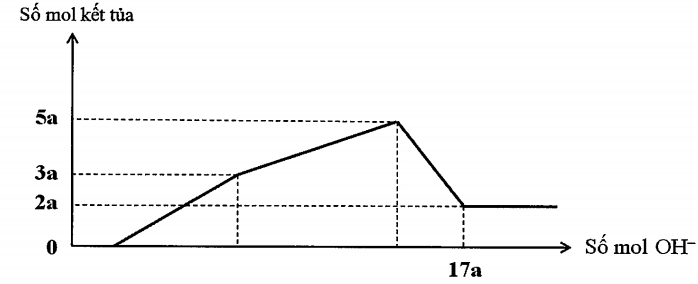 Số mol kết tủa
5a
3a
2a
0
Số mol OH⁻
17a